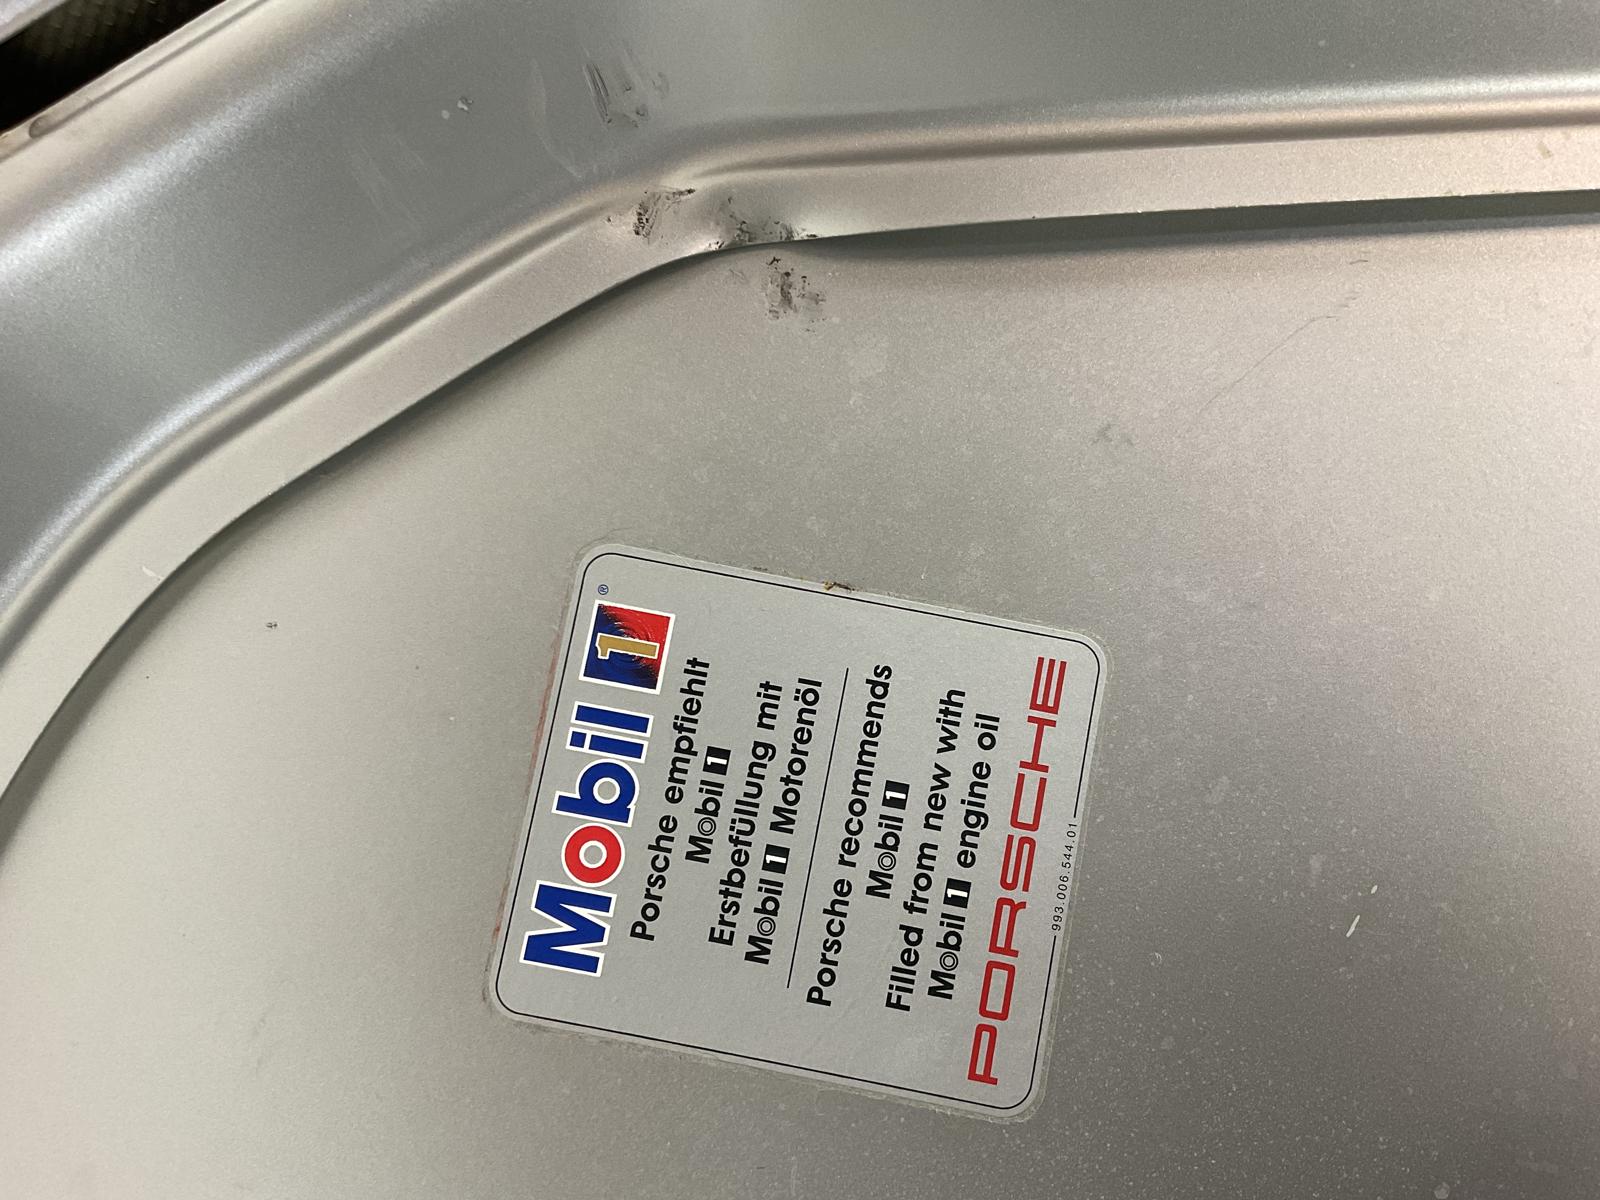 Mobil 1®
Porsche empfiehlt
Mobil 1
Erstbefüllung mit
Mobil 1 Motorenöl
Porsche recommends
Mobil 1
Filled from new with
Mobil 1 engine oil
PORSCHE
993.006.544.01